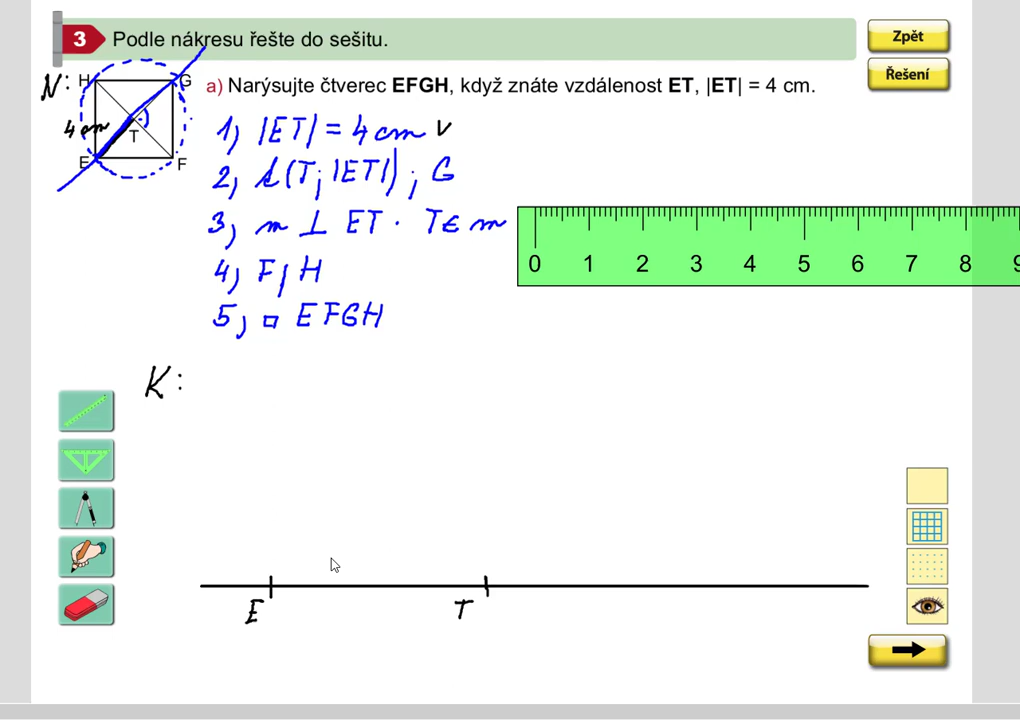 3 Podle nákresu řešte do sešitu.
Zpět
Řešení
N:
H
G
4 cm
T
E
F
a) Narýsujte čtverec EFGH, když znáte vzdálenost ET, |ET| = 4 cm.
1) |ET| = 4 cm v
2) k(T; |ET|); G
3) m ⊥ ET · T ∈ m
4) F, H
5) □ EFGH
0 1 2 3 4 5 6 7 8 9
K:
E
T